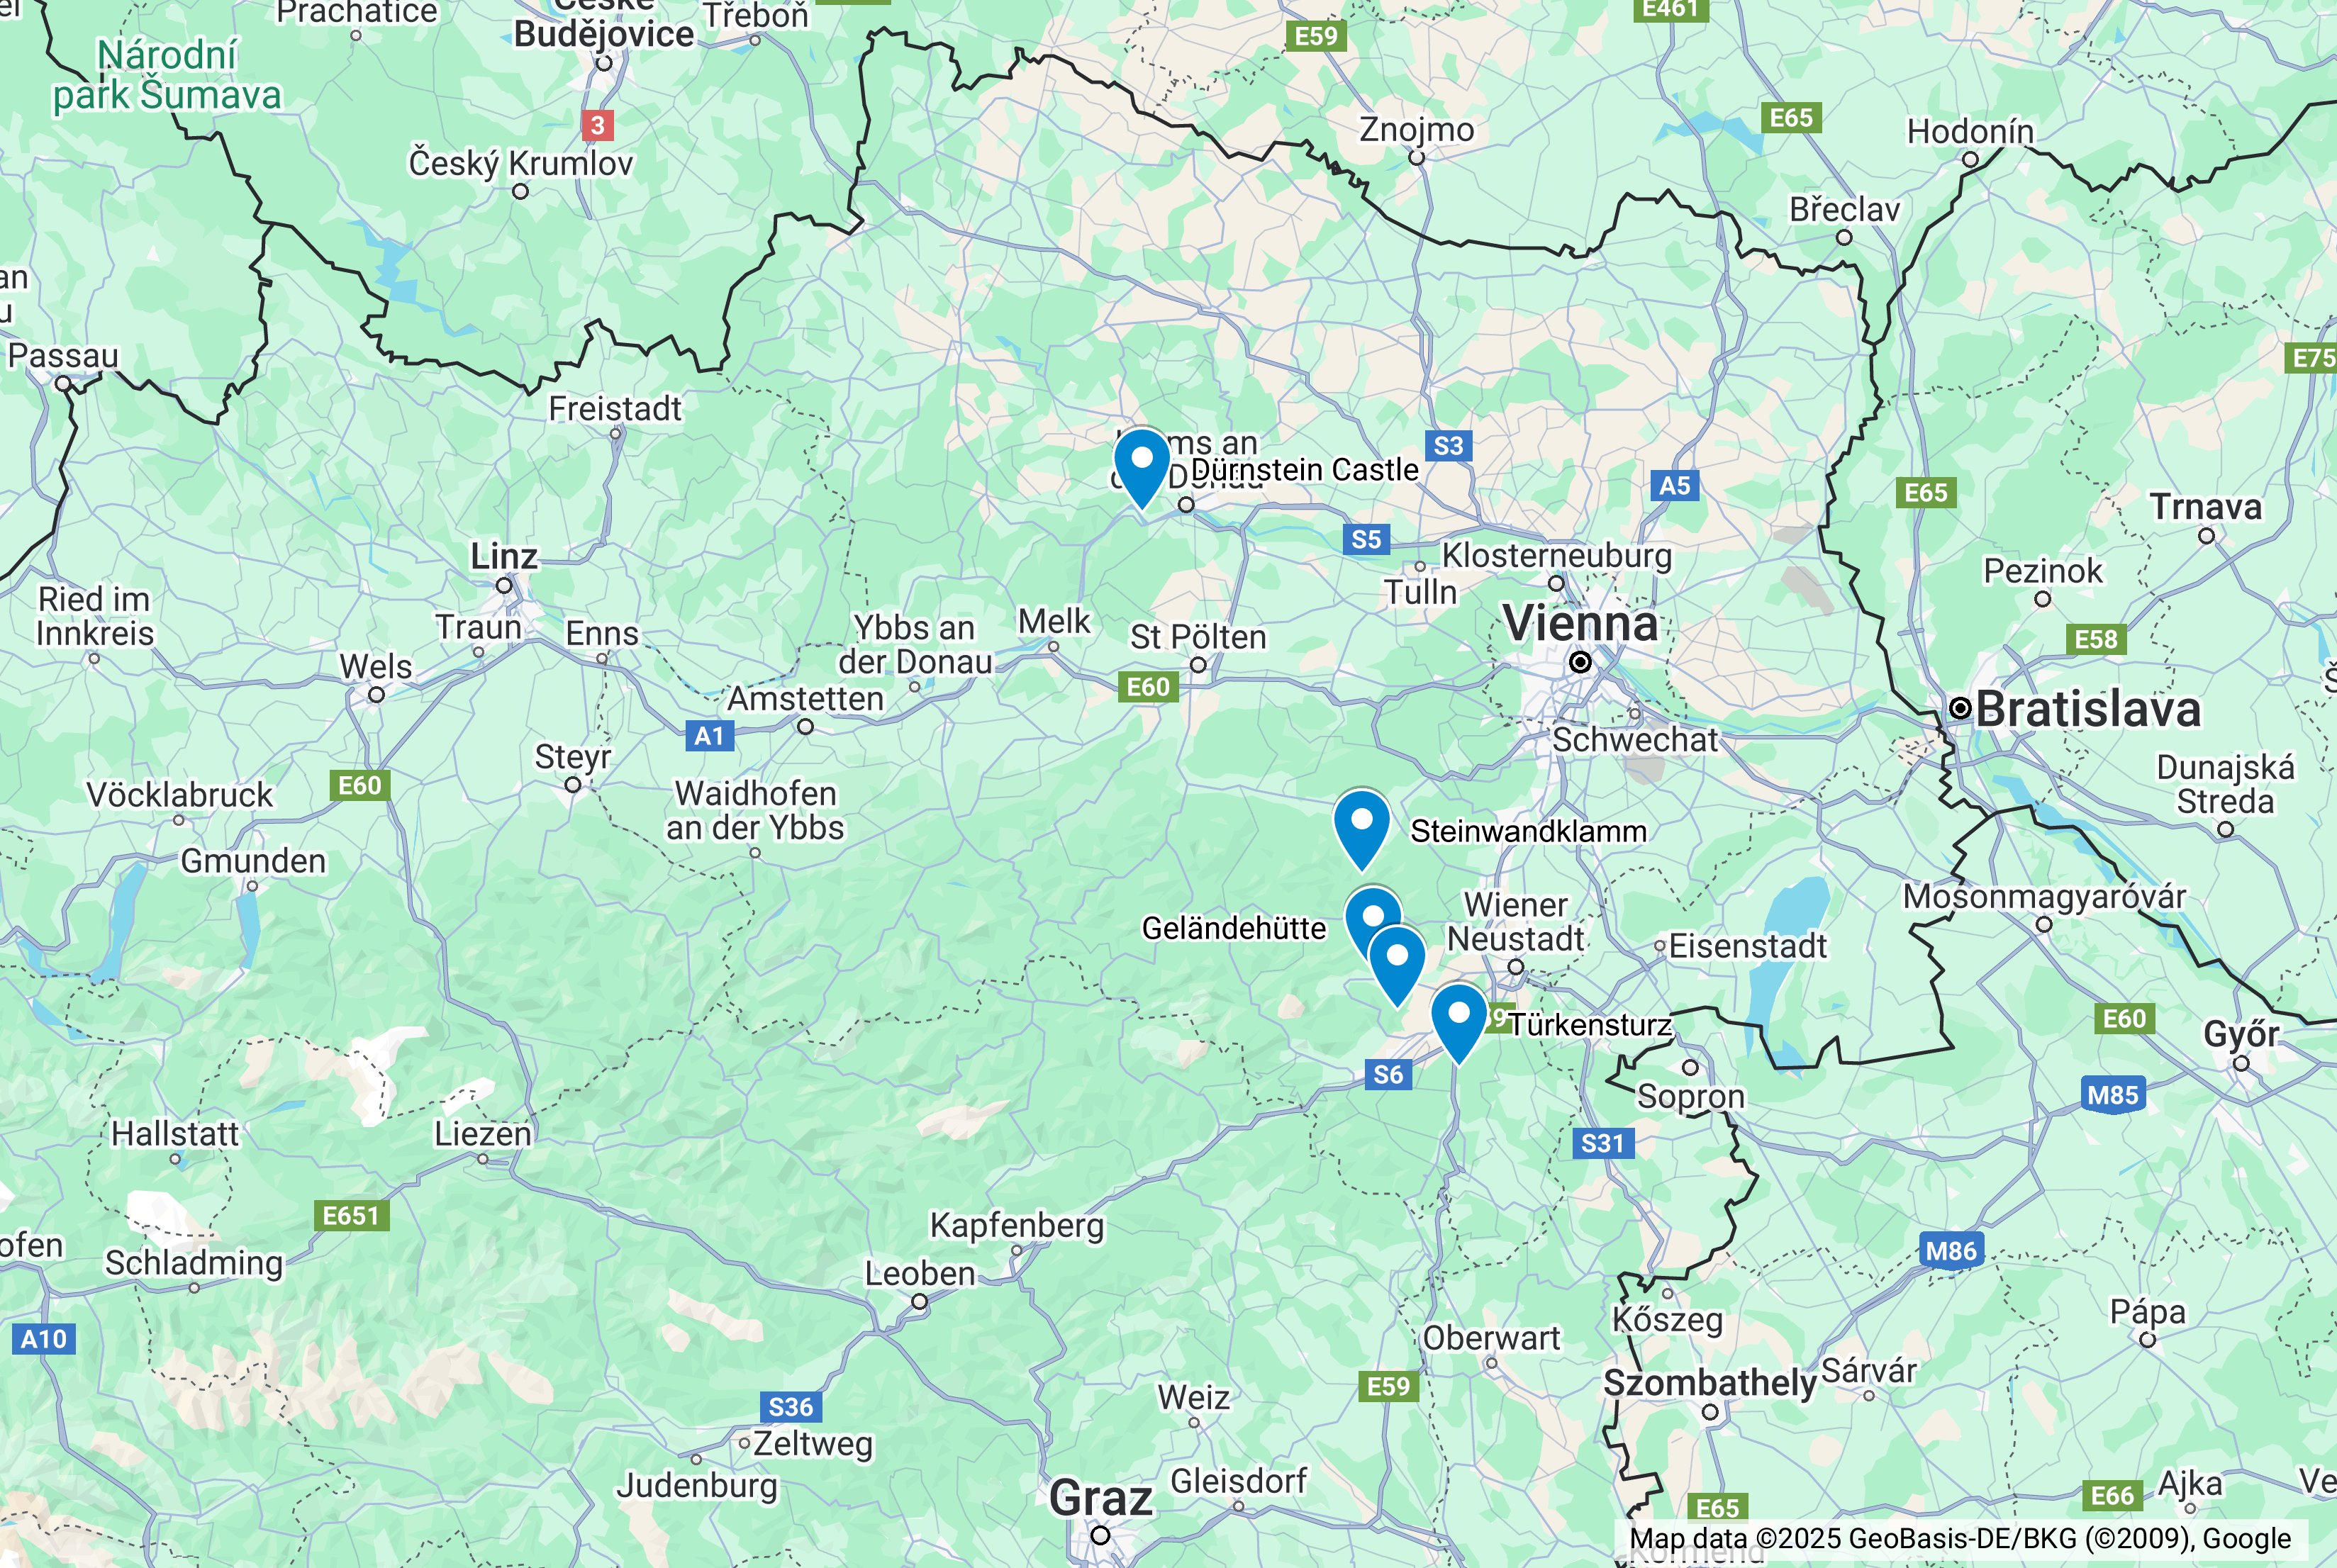 Prachatice
České
Budějovice
Třeboň
E59
E461
Národní
park Šumava
3
E65
Znojmo
Hodonín
Český Krumlov
Břeclav
an
Passau
E75
Freistadt
ms an
Dürnstein Castle
S3
A5
E65
Trnava
Linz
S5
Klosterneuburg
Tulln
Pezinok
Ried im
Innkreis
Traun
Enns
Ybbs an
der Donau
Melk
St Pölten
Vienna
E58
Wels
E60
Amstetten
A1
Bratislava
Schwechat
Steyr
E60
Vöcklabruck
Waidhofen
an der Ybbs
Dunajská
Streda
Gmunden
Steinwandklamm
Mosonmagyaróvár
Geländehütte
Wiener
Neustadt
Eisenstadt
E60
Győr
Türkensturz
S6
Sopron
M85
Hallstatt
Liezen
S31
E651
Kapfenberg
ofen
Schladming
Leoben
M86
A10
Kőszeg
Pápa
Oberwart
Szombathely
Sárvár
E59
Weiz
S36
Zeltweg
Judenburg
Gleisdorf
Graz
E65
E66
Ajka
Ve
Map data ©2025 GeoBasis-DE/BKG (©2009), Google